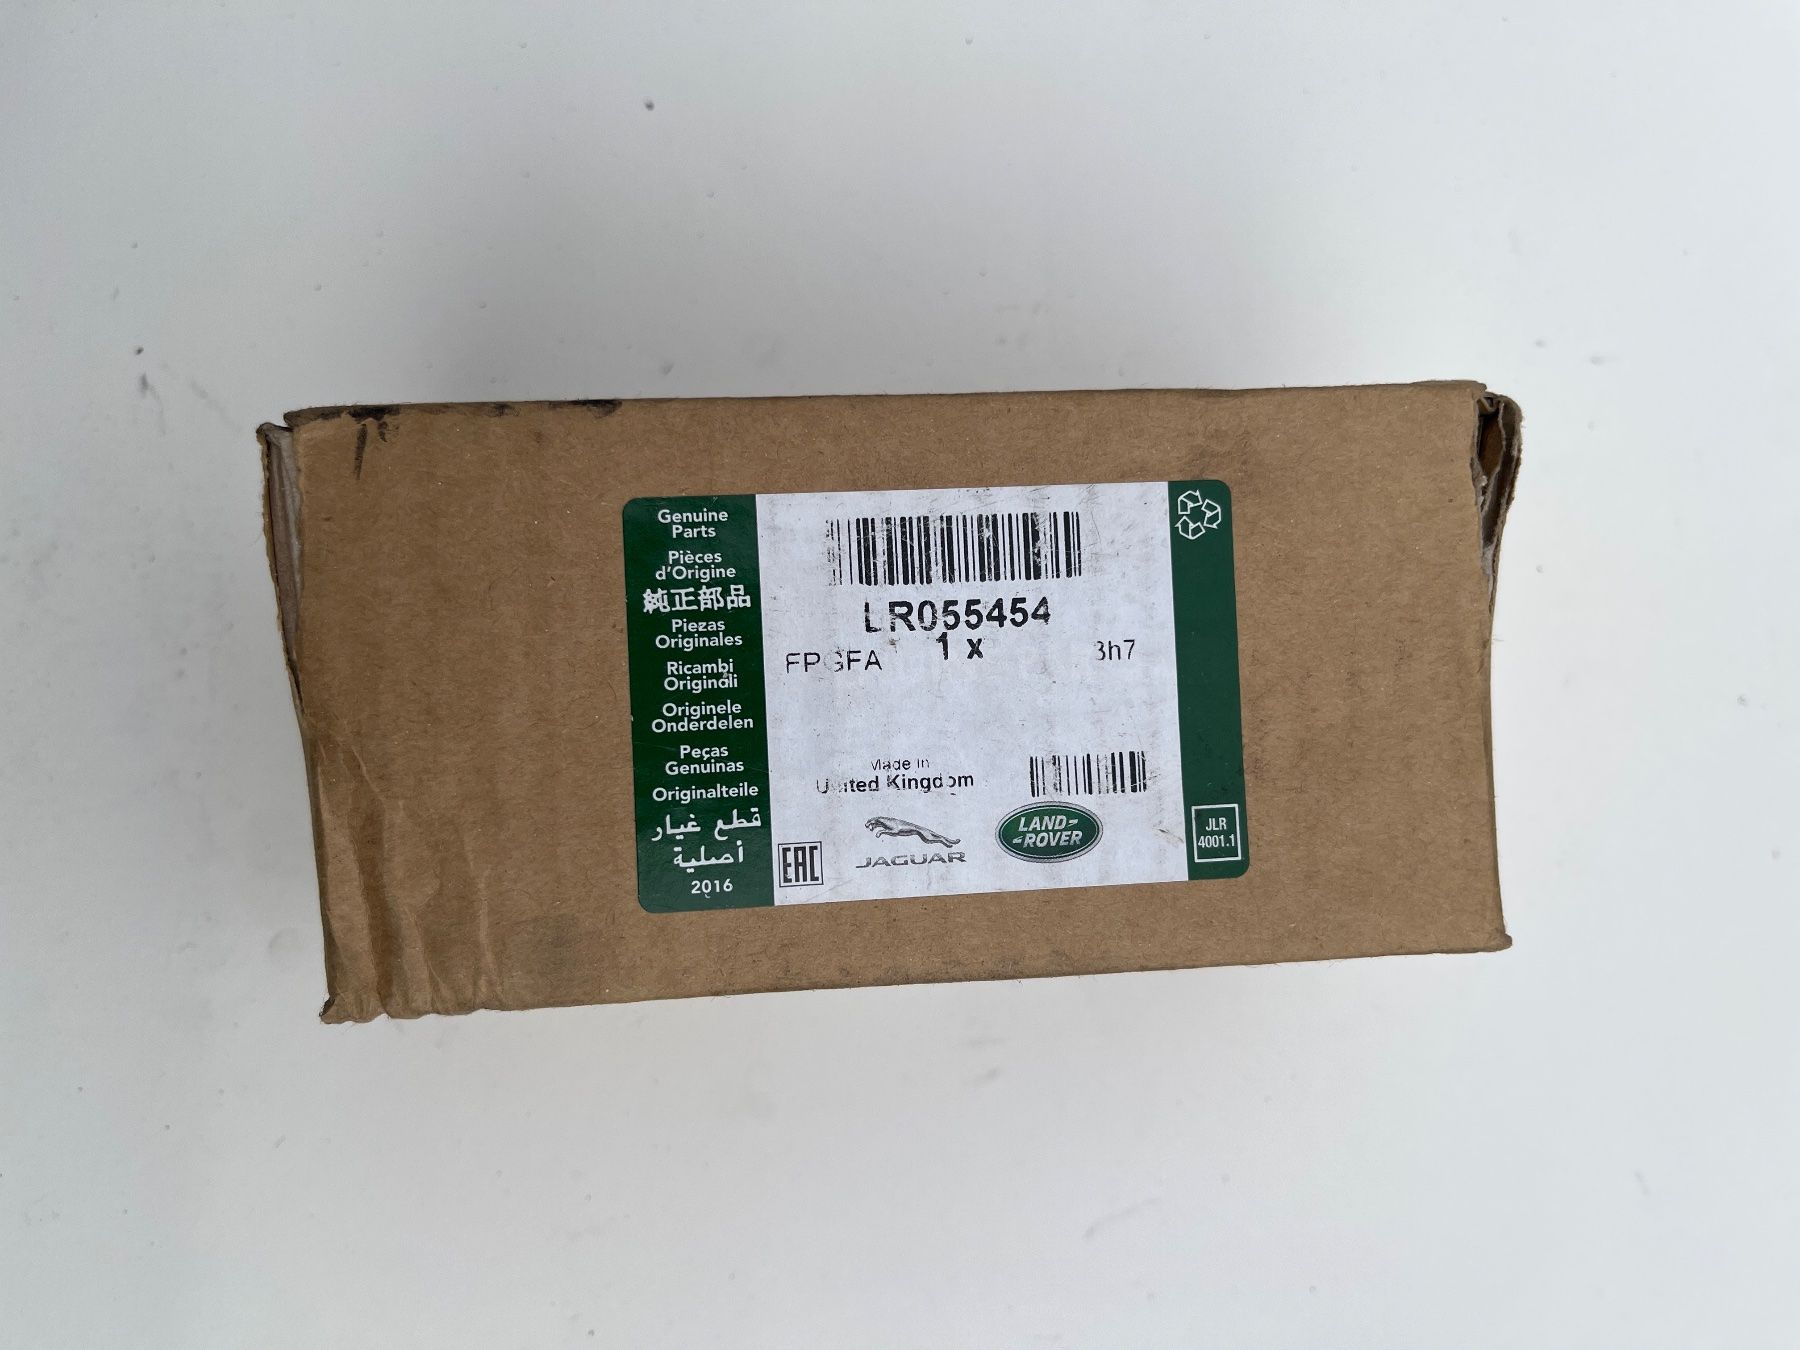 Genuine
Parts
Pièces
d'Origine
純正部品
Piezas
Originales
Ricambi
Originali
Originele
Onderdelen
Peças
Genuinas
Originalteile
قطع غيار
أصلية
2016
LR055454
1 x
3h7
Made in
United Kingdom
EAC
JAGUAR
LAND-
-ROVER
JLR
4001.1